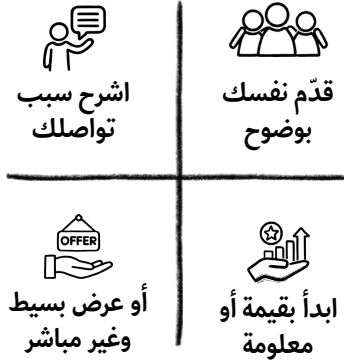 قدّم نفسك
بوضوح
اشرح سبب
تواصلك
ابدأ بقيمة أو
معلومة
OFFER
أو عرض بسيط
وغير مباشر